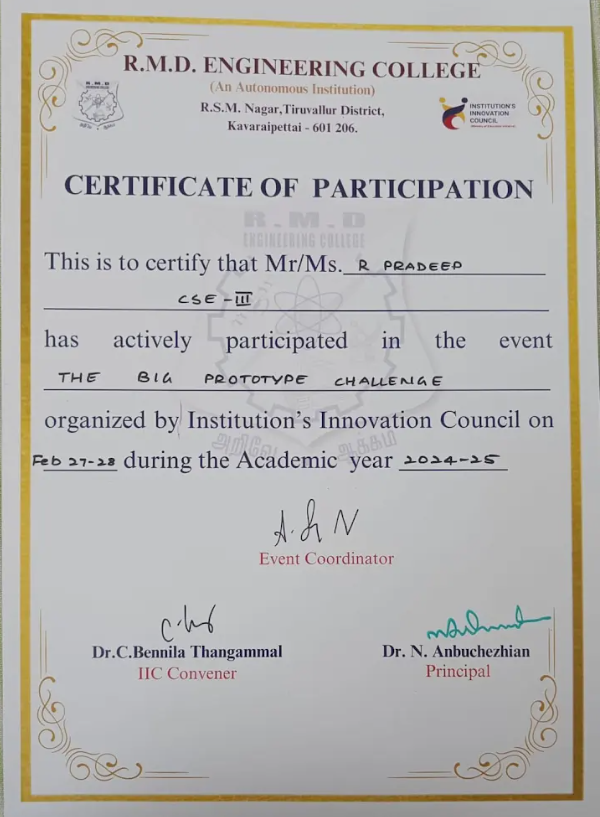 R.M.D. ENGINEERING COLLEGE
(An Autonomous Institution)
R.S.M. Nagar,Tiruvallur District,
Kavaraipettai - 601 206.
R.M.D
INSTITUTION'S
INNOVATION
COUNCIL
CERTIFICATE OF PARTICIPATION
R.M.D
ENGINEERING COLLEGE
This is to certify that Mr/Ms. R PRADEEP
CSE - III
has actively participated in the event
THE BIG PROTOTYPE CHALLENGE
organized by Institution's Innovation Council on
அறிவே ஆக்கம்
Feb 27-28 during the Academic year 2024-25
Event Coordinator
Dr.C.Bennila Thangammal
IIC Convener
Dr. N. Anbuchezhian
Principal